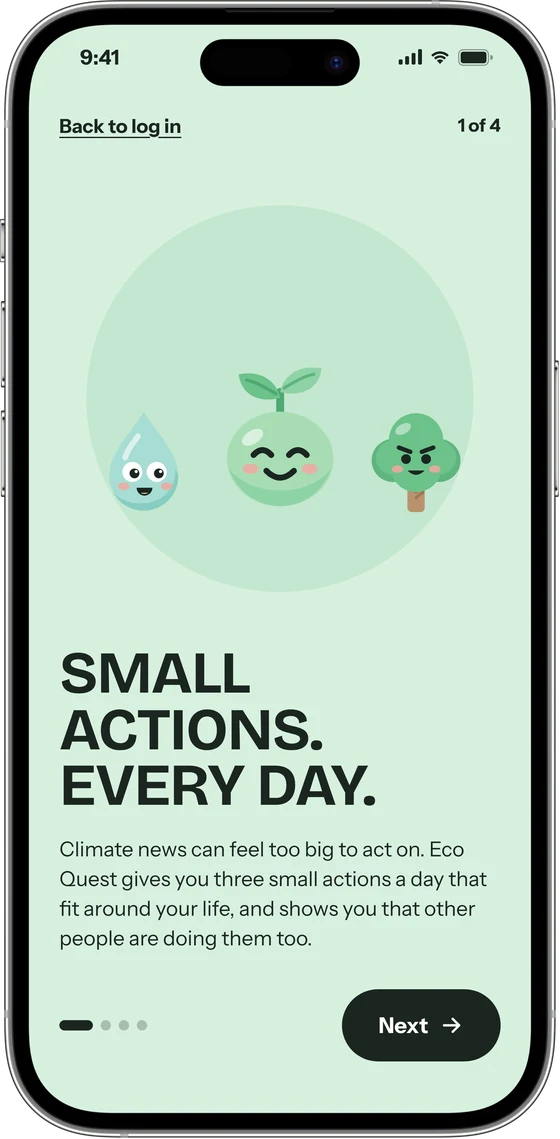 9:41
Back to log in
1 of 4
SMALL
ACTIONS.
EVERY DAY.
Climate news can feel too big to act on. Eco
Quest gives you three small actions a day that
fit around your life, and shows you that other
people are doing them too.
Next →